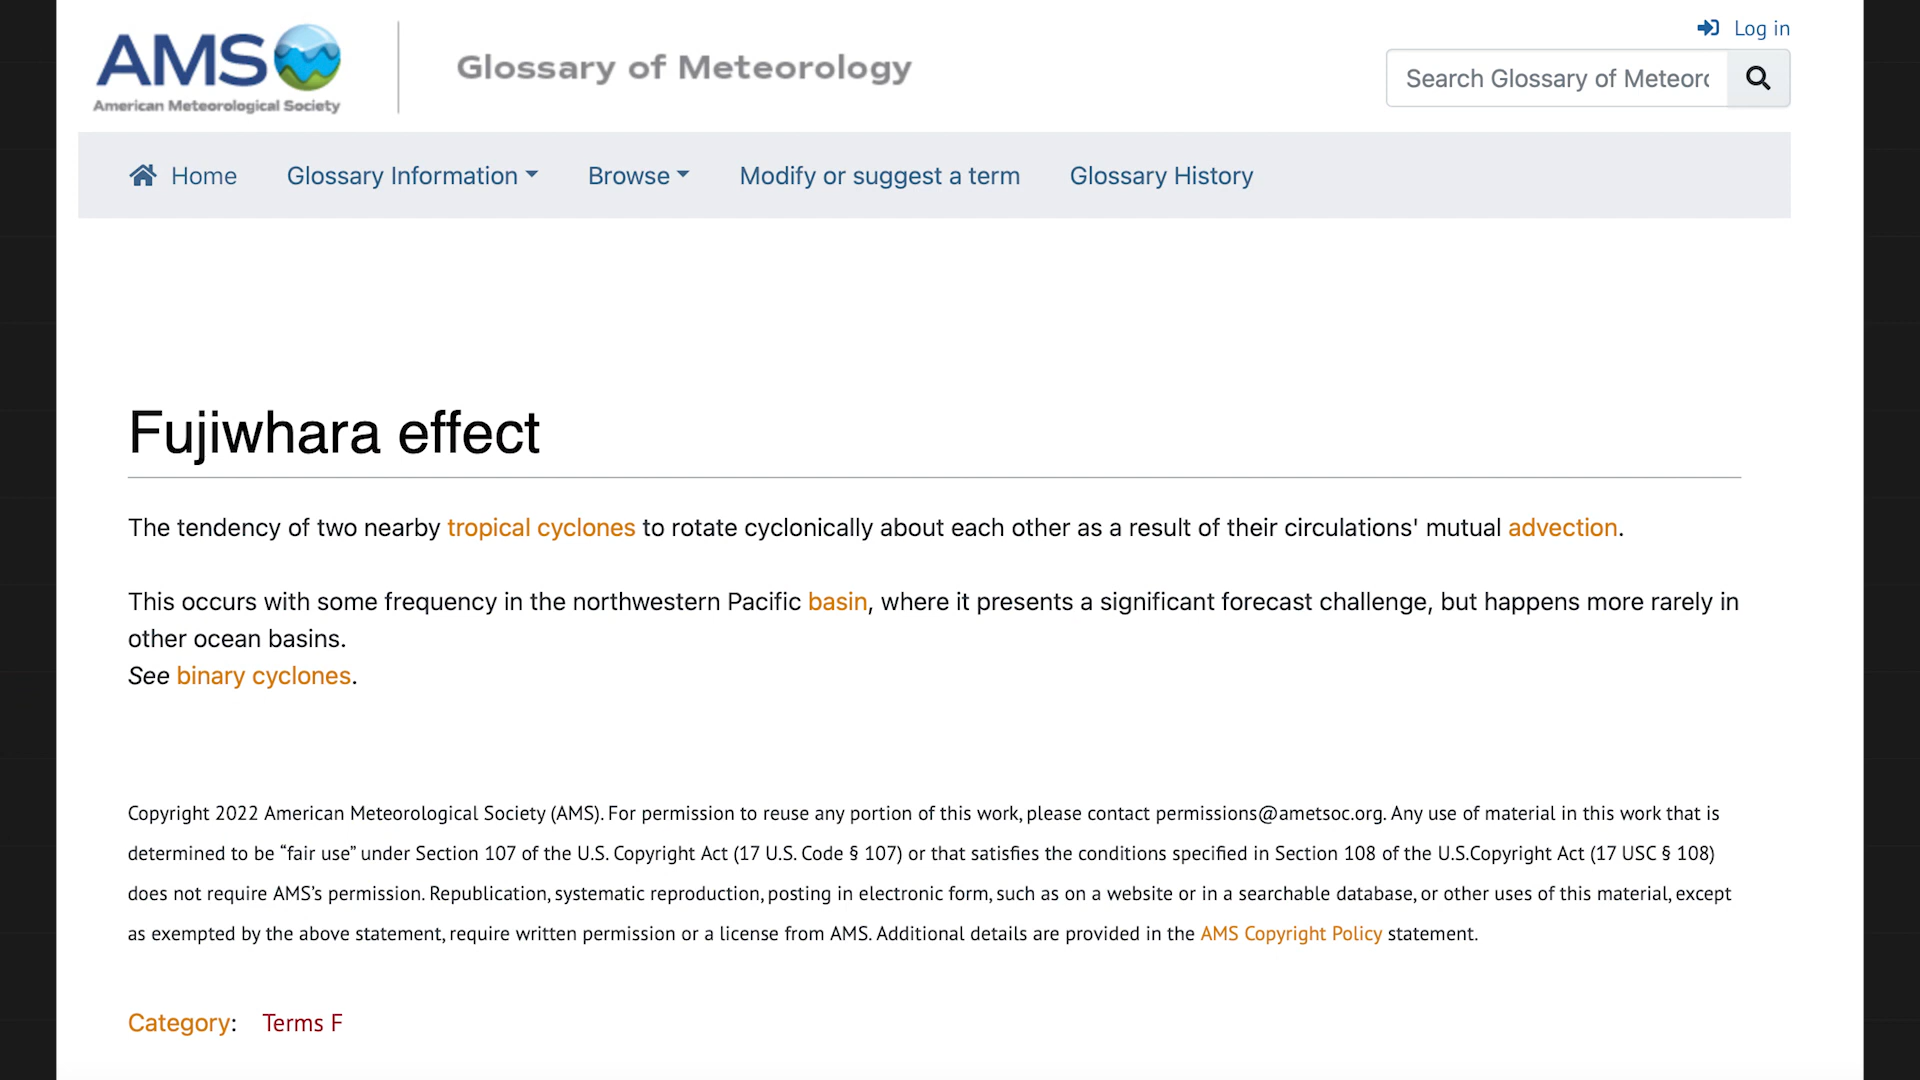 Log in
AMS
American Meteorological Society
Glossary of Meteorology
Search Glossary of Meteoro
Home Glossary Information Browse Modify or suggest a term Glossary History
Fujiwhara effect
The tendency of two nearby tropical cyclones to rotate cyclonically about each other as a result of their circulations' mutual advection.
This occurs with some frequency in the northwestern Pacific basin, where it presents a significant forecast challenge, but happens more rarely in
other ocean basins.
See binary cyclones.
Copyright 2022 American Meteorological Society (AMS). For permission to reuse any portion of this work, please contact permissions@ametsoc.org. Any use of material in this work that is
determined to be “fair use” under Section 107 of the U.S. Copyright Act (17 U.S. Code § 107) or that satisfies the conditions specified in Section 108 of the U.S.Copyright Act (17 USC § 108)
does not require AMS’s permission. Republication, systematic reproduction, posting in electronic form, such as on a website or in a searchable database, or other uses of this material, except
as exempted by the above statement, require written permission or a license from AMS. Additional details are provided in the AMS Copyright Policy statement.
Category: Terms F